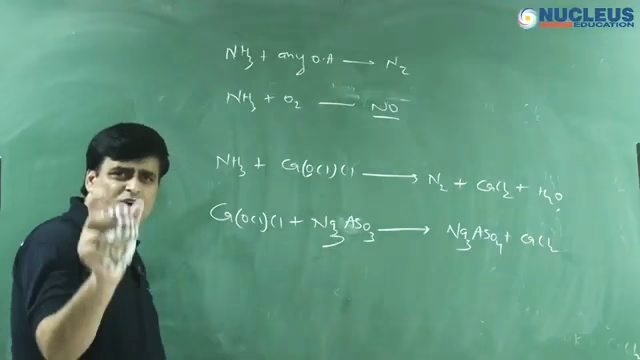 NUCLEUS
EDUCATION
NH3 + any O.A → N2
NH3 + O2 → NO
NH3 + Ca(OCl)Cl → N2 + CaCl2 + H2O
Ca(OCl)Cl + Na3AsO3 → Na3AsO4 + CaCl2